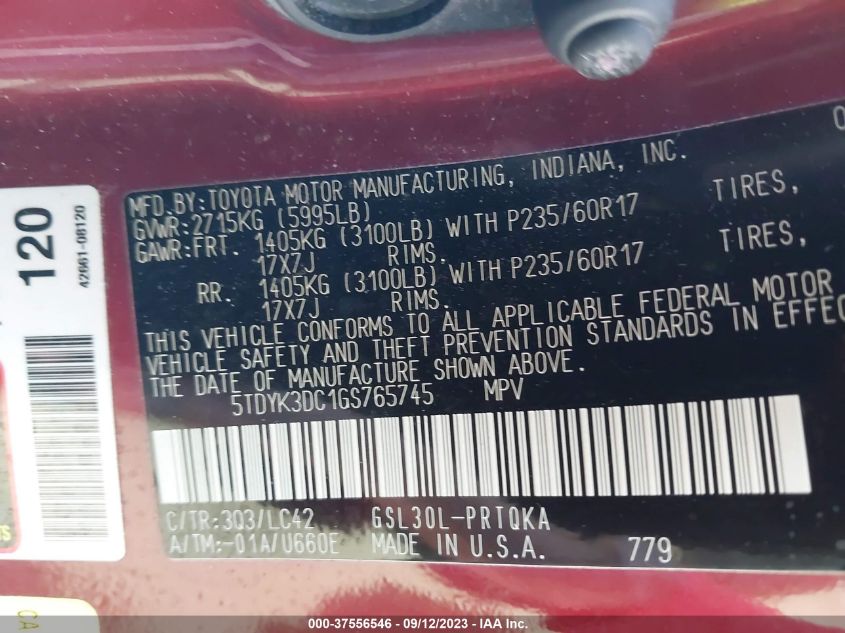 MFD.BY:TOYOTA MOTOR MANUFACTURING, INDIANA, INC.
GVWR:2715KG (5995LB)
GAWR:FRT. 1405KG (3100LB) WITH P235/60R17 TIRES,
17X7J RIMS.
RR. 1405KG (3100LB) WITH P235/60R17 TIRES,
17X7J RIMS.
THIS VEHICLE CONFORMS TO ALL APPLICABLE FEDERAL MOTOR
VEHICLE SAFETY AND THEFT PREVENTION STANDARDS IN EFFEC
THE DATE OF MANUFACTURE SHOWN ABOVE.
5TDYK3DC1GS765745 MPV
C/TR:3Q3/LC42 GSL30L-PRTQKA
A/TM:-01A/U660E MADE IN U.S.A. 779
120
42661-08120
TS
CA
000-37556546 - 09/12/2023 - IAA Inc.